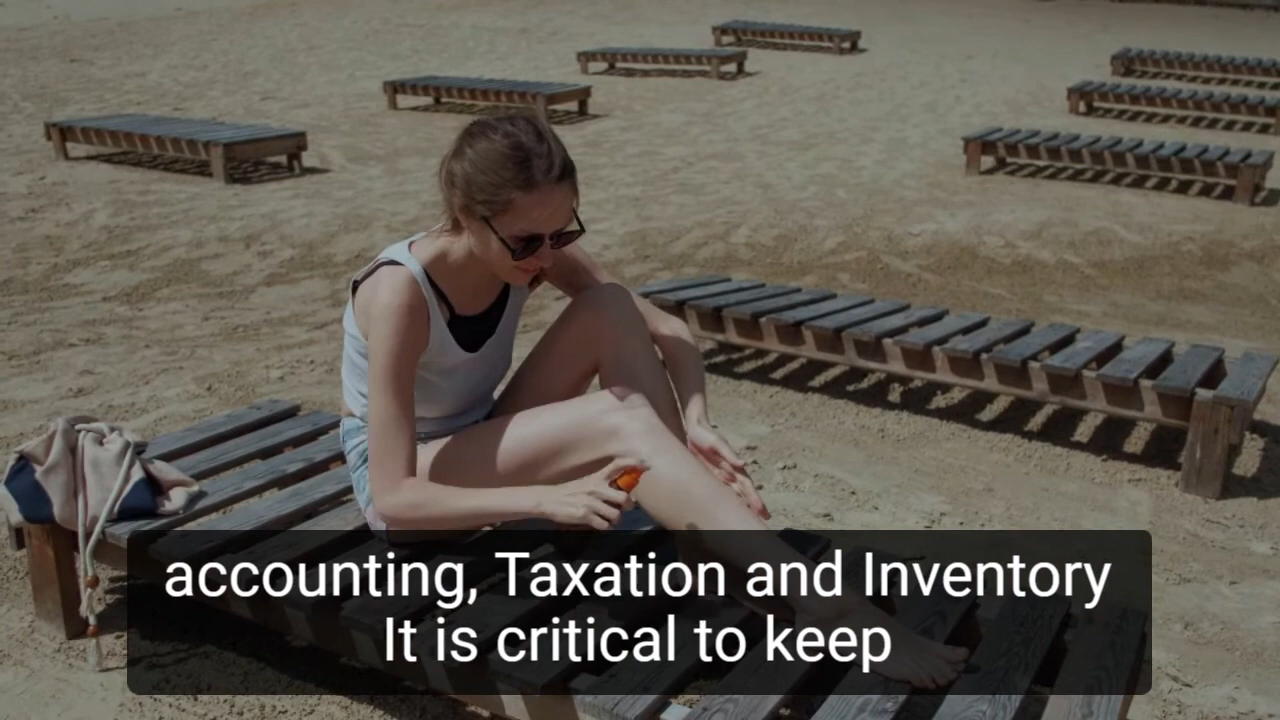 accounting, Taxation and Inventory
It is critical to keep